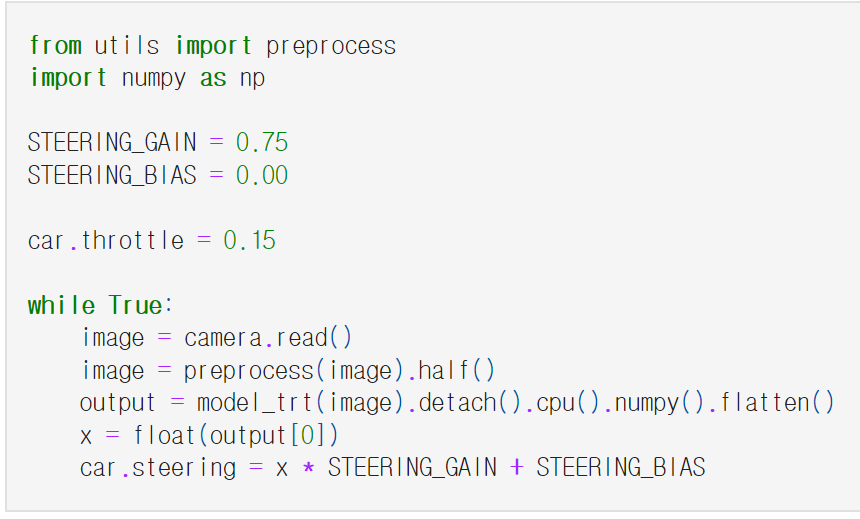 from utils import preprocess
import numpy as np
STEERING_GAIN = 0.75
STEERING_BIAS = 0.00
car.throttle = 0.15
while True:
    image = camera.read()
    image = preprocess(image).half()
    output = model_trt(image).detach().cpu().numpy().flatten()
    x = float(output[0])
    car.steering = x * STEERING_GAIN + STEERING_BIAS